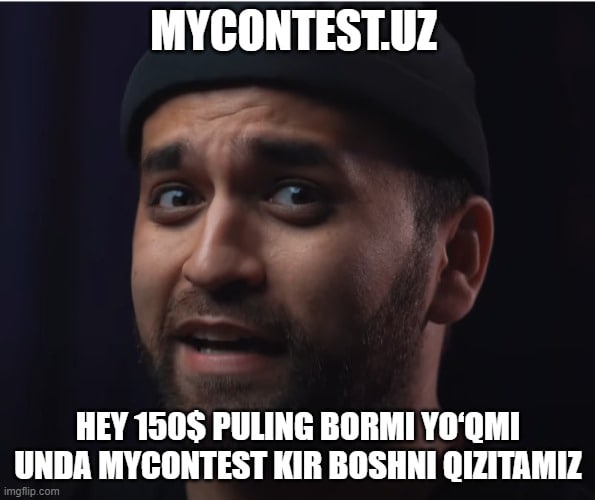 MYCONTEST.UZ
HEY 150$ PULING BORMI YO‘QMI
UNDA MYCONTEST KIR BOSHNI QIZITAMIZ
imgflip.com